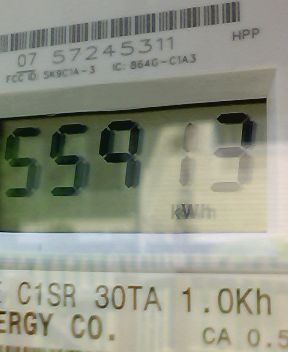 HPP
07 57245311
FCC ID: SK9C1A-3 IC: 864G-C1A3
55913
kWh
C1SR 30TA 1.0Kh
ERGY CO.
CA 0.5